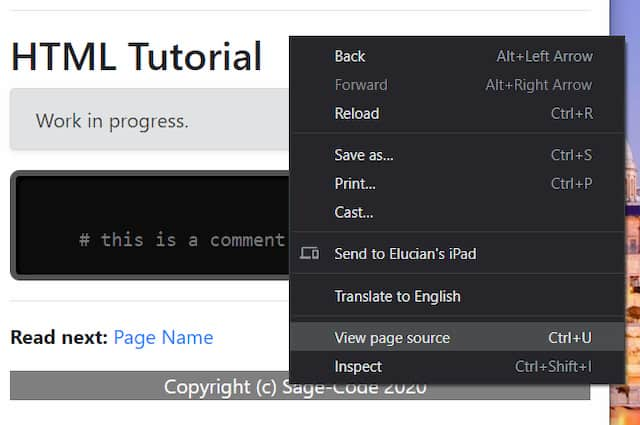 HTML Tutorial
Work in progress.
# this is a comment
Read next: Page Name
Copyright (c) Sage-Code 2020
Back Alt+Left Arrow
Forward Alt+Right Arrow
Reload Ctrl+R
Save as... Ctrl+S
Print... Ctrl+P
Cast...
Send to Elucian's iPad
Translate to English
View page source Ctrl+U
Inspect Ctrl+Shift+I